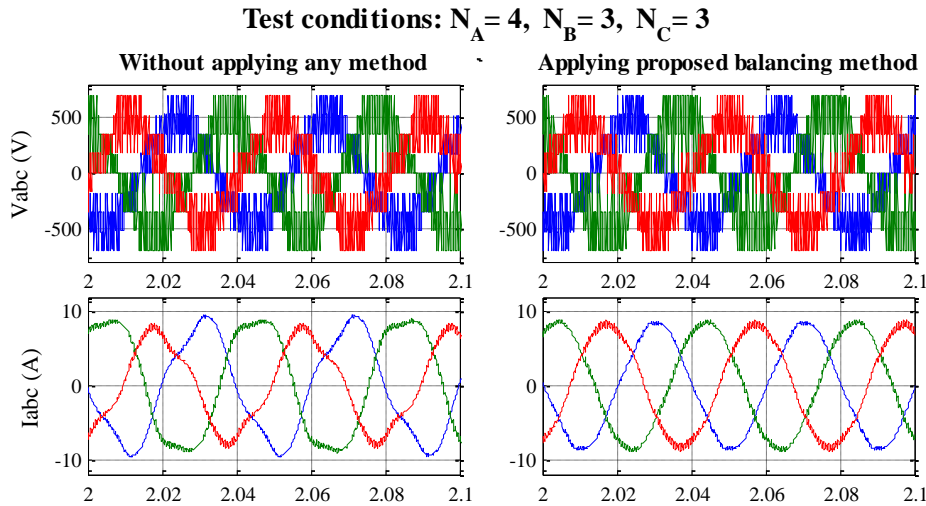 Test conditions: N_A= 4, N_B= 3, N_C= 3
Without applying any method
Applying proposed balancing method
Vabc (V)
500
0
-500
2 2.02 2.04 2.06 2.08 2.1
500
0
-500
2 2.02 2.04 2.06 2.08 2.1
Iabc (A)
10
0
-10
2 2.02 2.04 2.06 2.08 2.1
10
0
-10
2 2.02 2.04 2.06 2.08 2.1